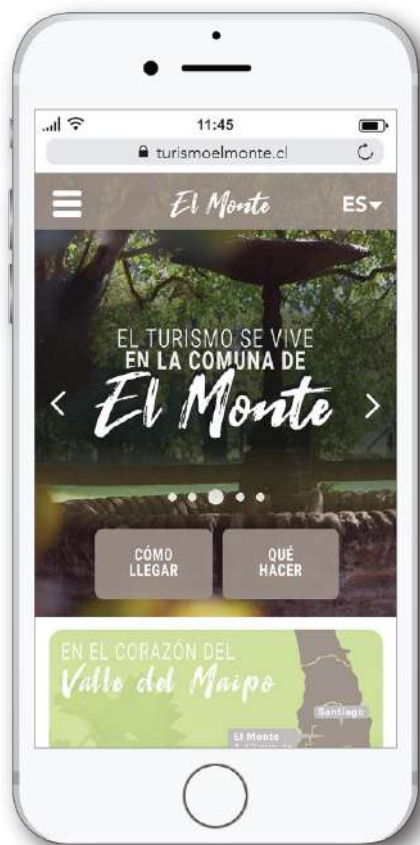 11:45
turismoelmonte.cl
El Monte
ES
EL TURISMO SE VIVE
EN LA COMUNA DE
El Monte
CÓMO
LLEGAR
QUÉ
HACER
EN EL CORAZÓN DEL
Valle del Maipo
Santiago
El Monte